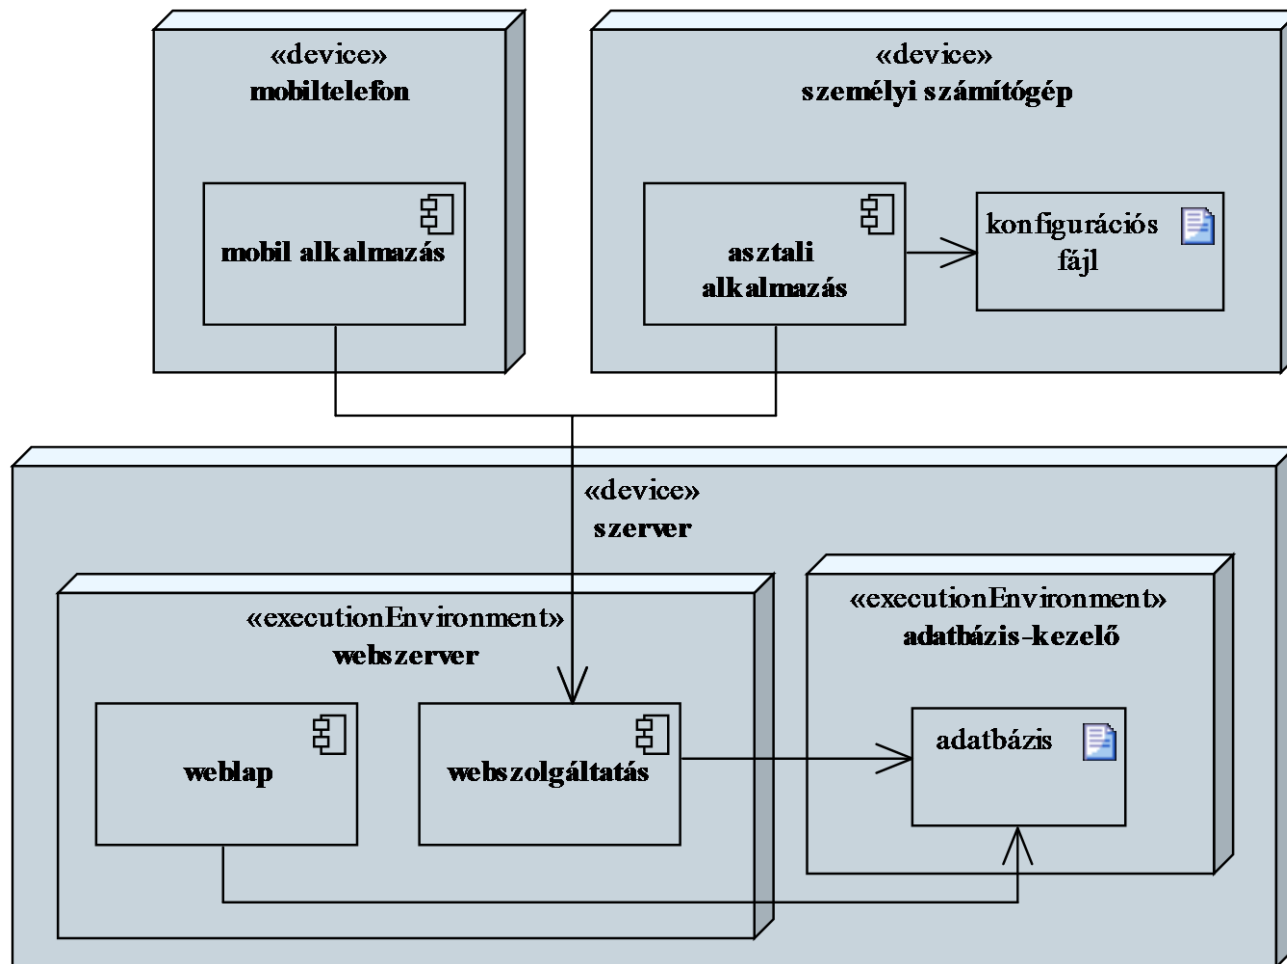 «device»
mobiltelefon
mobil alkalmazás
«device»
személyi számítógép
asztali
alkalmazás
konfigurációs
fájl
«device»
szerver
«executionEnvironment»
webszerver
weblap
webszolgáltatás
«executionEnvironment»
adatbázis-kezelő
adatbázis